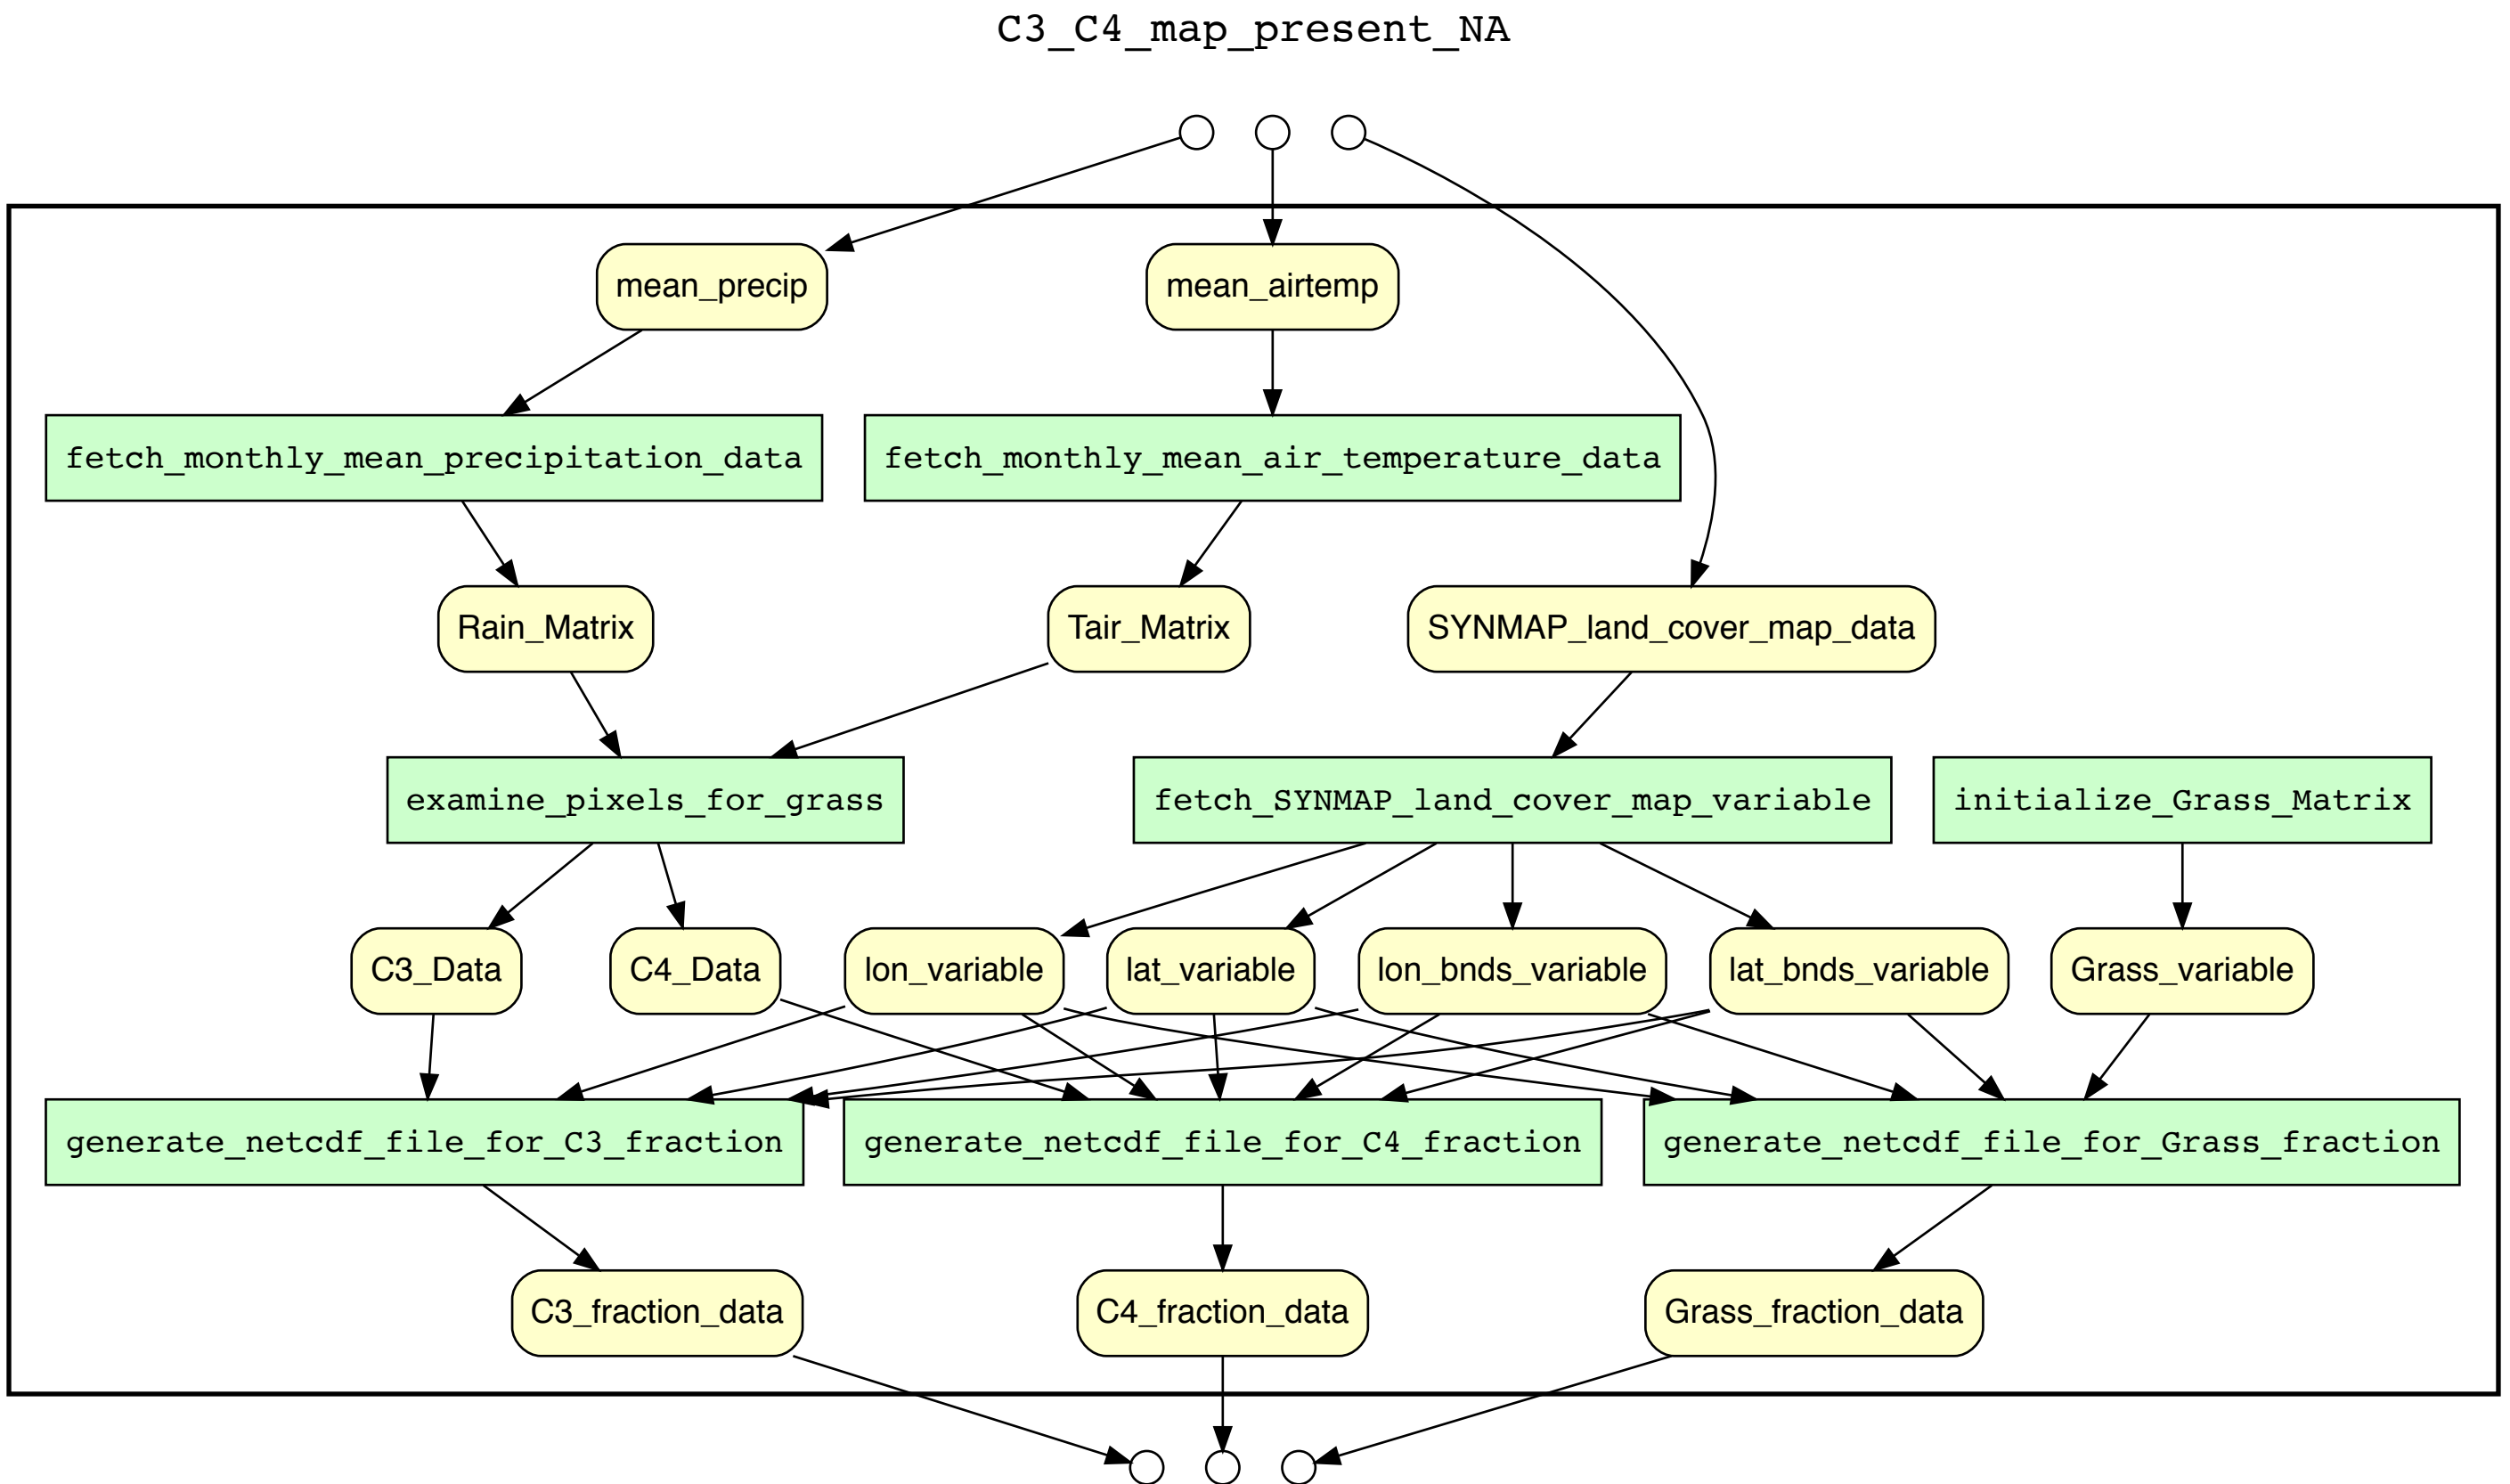 C3_C4_map_present_NA
mean_precip
mean_airtemp
fetch_monthly_mean_precipitation_data
fetch_monthly_mean_air_temperature_data
Rain_Matrix
Tair_Matrix
SYNMAP_land_cover_map_data
examine_pixels_for_grass
fetch_SYNMAP_land_cover_map_variable
initialize_Grass_Matrix
C3_Data
C4_Data
lon_variable
lat_variable
lon_bnds_variable
lat_bnds_variable
Grass_variable
generate_netcdf_file_for_C3_fraction
generate_netcdf_file_for_C4_fraction
generate_netcdf_file_for_Grass_fraction
C3_fraction_data
C4_fraction_data
Grass_fraction_data